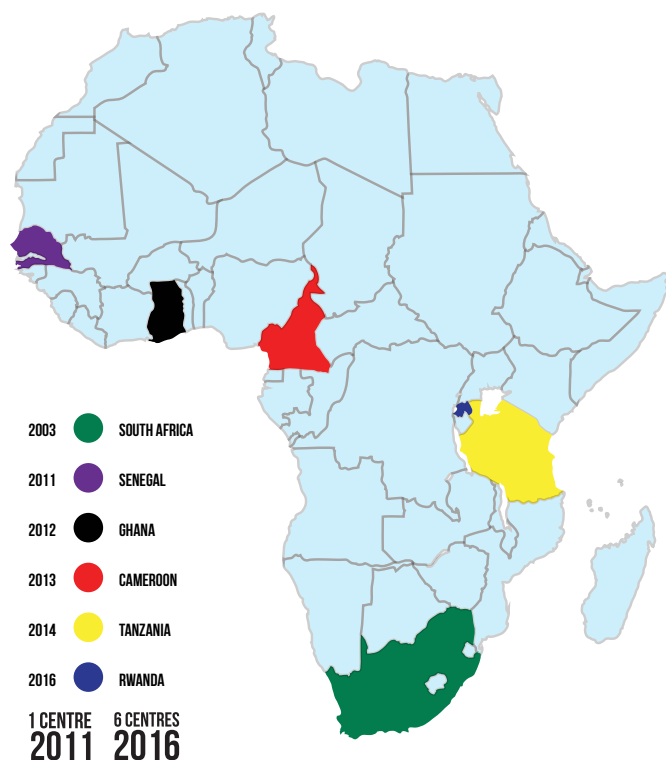 2003 SOUTH AFRICA
2011 SENEGAL
2012 GHANA
2013 CAMEROON
2014 TANZANIA
2016 RWANDA
1 CENTRE 6 CENTRES
2011 2016